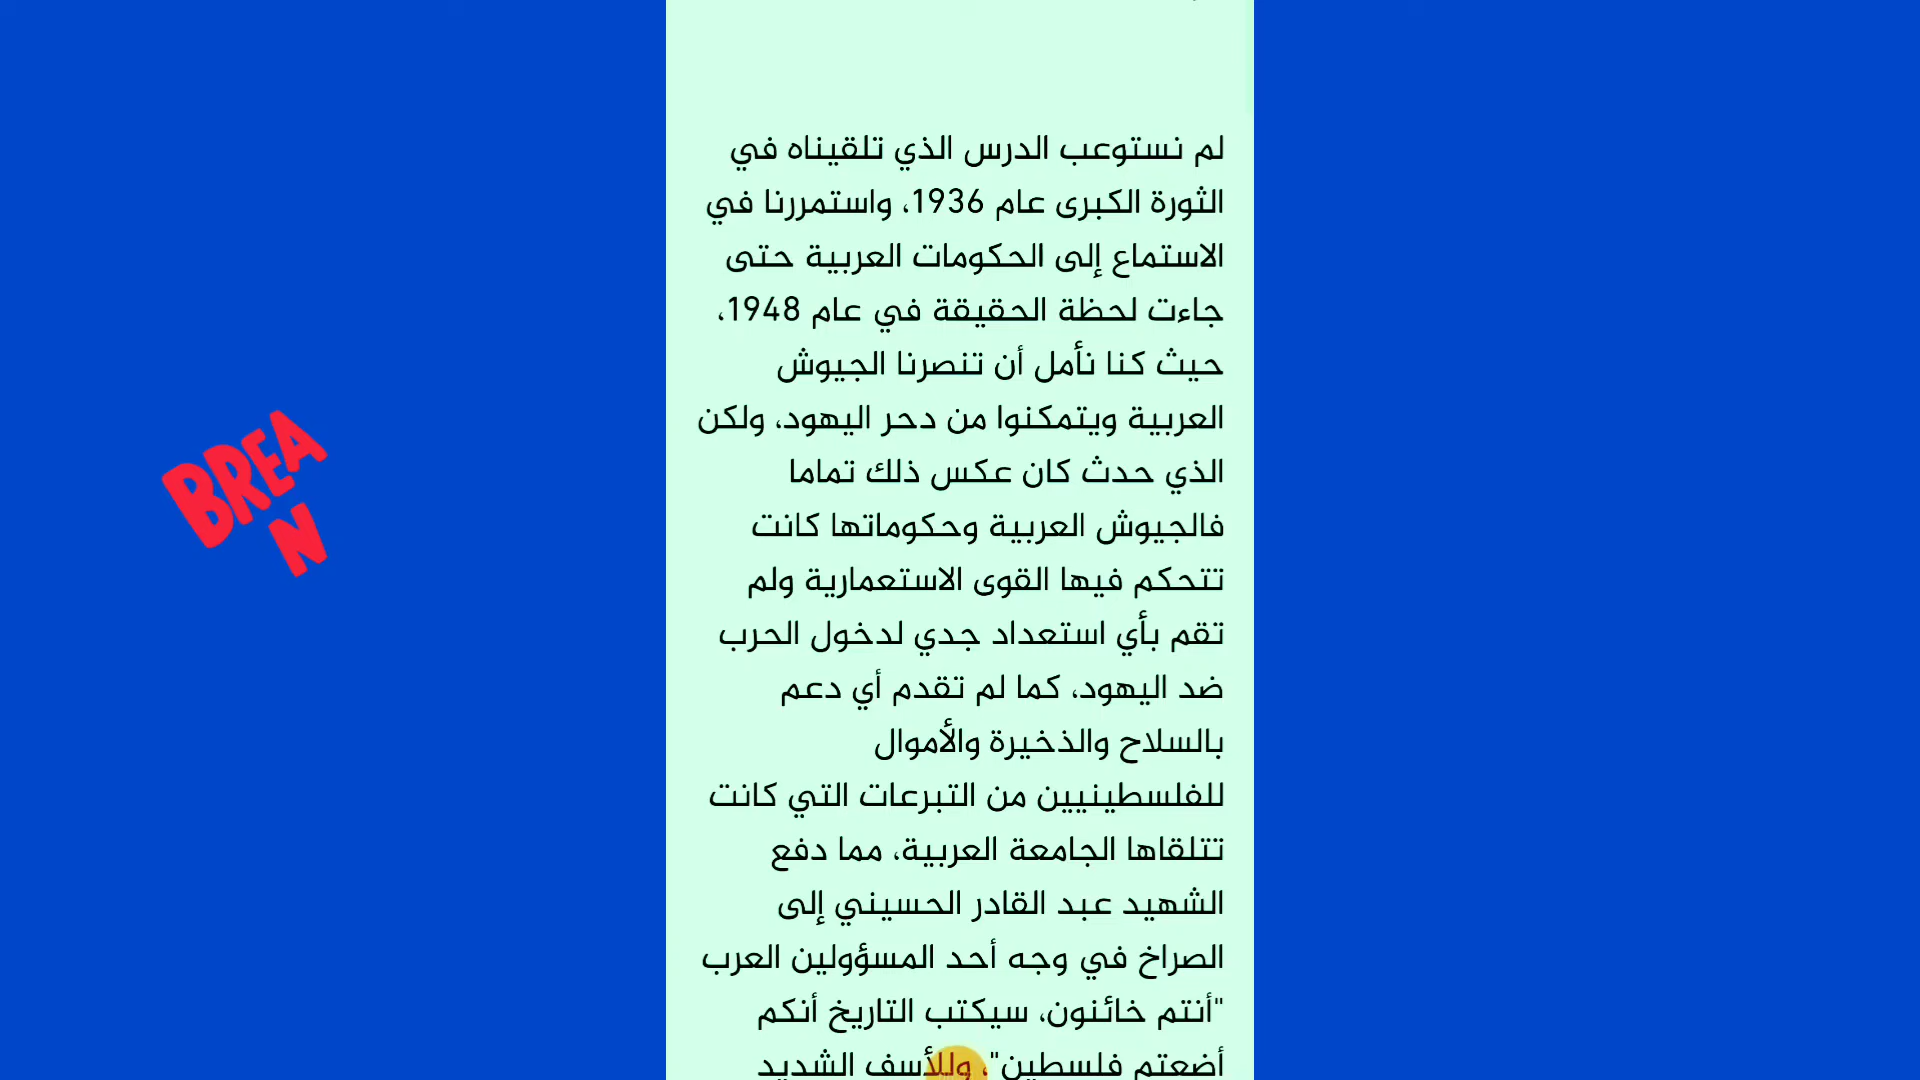 لم نستوعب الدرس الذي تلقيناه في
الثورة الكبرى عام 1936، واستمررنا في
الاستماع إلى الحكومات العربية حتى
جاءت لحظة الحقيقة في عام 1948،
حيث كنا نأمل أن تنصرنا الجيوش
العربية ويتمكنوا من دحر اليهود، ولكن
الذي حدث كان عكس ذلك تماما
فالجيوش العربية وحكوماتها كانت
تتحكم فيها القوى الاستعمارية ولم
تقم بأي استعداد جدي لدخول الحرب
ضد اليهود، كما لم تقدم أي دعم
بالسلاح والذخيرة والأموال
للفلسطينيين من التبرعات التي كانت
تتلقاها الجامعة العربية، مما دفع
الشهيد عبد القادر الحسيني إلى
الصراخ في وجه أحد المسؤولين العرب
"أنتم خائنون، سيكتب التاريخ أنكم
أضعتم فلسطين"، وللأسف الشديد
BREA
N